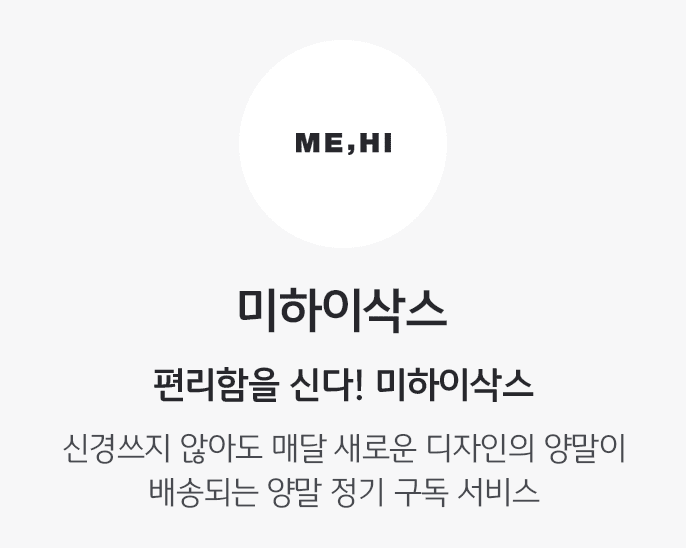 ME,HI
미하이삭스
편리함을 신다! 미하이삭스
신경쓰지 않아도 매달 새로운 디자인의 양말이
배송되는 양말 정기 구독 서비스